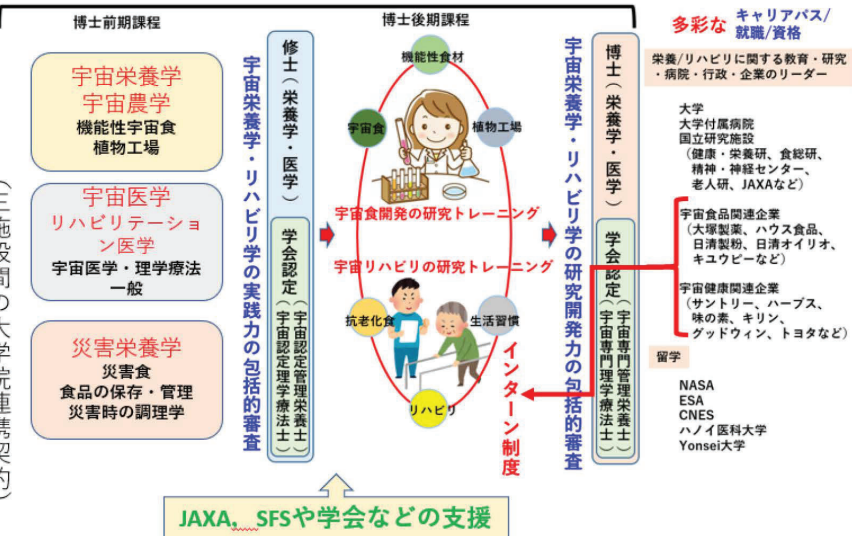 博士前期課程
博士後期課程
多彩な キャリアパス/
就職/資格
(三施設間の大学院連携契約)
宇宙栄養学
宇宙農学
機能性宇宙食
植物工場
宇宙医学
リハビリテーショ
ン医学
宇宙医学・理学療法
一般
災害栄養学
災害食
食品の保存・管理
災害時の調理学
宇宙栄養学・リハビリ学の実践力の包括的審査
修士(栄養学・医学)
学会認定(宇宙認定管理栄養士)
宇宙認定理学療法士)
機能性食材
宇宙食
植物工場
宇宙食開発の研究トレーニング
宇宙リハビリの研究トレーニング
抗老化食
生活習慣
リハビリ
インターン制度
宇宙栄養学・リハビリ学の研究開発力の包括的審査
博士(栄養学・医学)
学会認定(宇宙専門管理栄養士)
宇宙専門理学療法士)
栄養/リハビリに関する教育・研究
・病院・行政・企業のリーダー
大学
大学付属病院
国立研究施設
(健康・栄養研、食総研、
精神・神経センター、
老人研、JAXAなど)
宇宙食品関連企業
(大塚製薬、ハウス食品、
日清製粉、日清オイリオ、
キユウピーなど)
宇宙健康関連企業
(サントリー、ハーブス、
味の素、キリン、
グッドウィン、トヨタなど)
留学
NASA
ESA
CNES
ハノイ医科大学
Yonsei大学
JAXA, SFSや学会などの支援